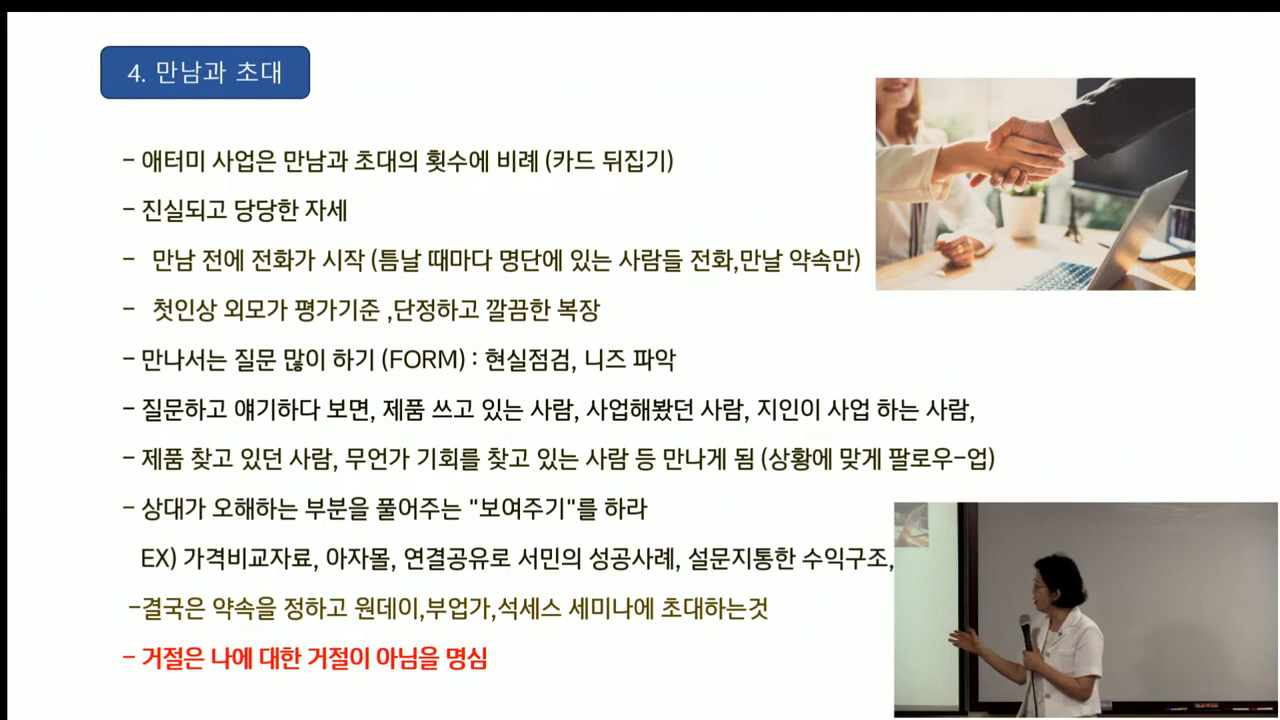 4. 만남과 초대
- 애터미 사업은 만남과 초대의 횟수에 비례 (카드 뒤집기)
- 진실되고 당당한 자세
- 만남 전에 전화가 시작 (틈날 때마다 명단에 있는 사람들 전화,만날 약속만)
- 첫인상 외모가 평가기준 ,단정하고 깔끔한 복장
- 만나서는 질문 많이 하기 (FORM) : 현실점검, 니즈 파악
- 질문하고 얘기하다 보면, 제품 쓰고 있는 사람, 사업해봤던 사람, 지인이 사업 하는 사람,
- 제품 찾고 있던 사람, 무언가 기회를 찾고 있는 사람 등 만나게 됨 (상황에 맞게 팔로우-업)
- 상대가 오해하는 부분을 풀어주는 "보여주기"를 하라
EX) 가격비교자료, 아자몰, 연결공유로 서민의 성공사례, 설문지통한 수익구조,
-결국은 약속을 정하고 원데이,부업가,석세스 세미나에 초대하는것
- 거절은 나에 대한 거절이 아님을 명심